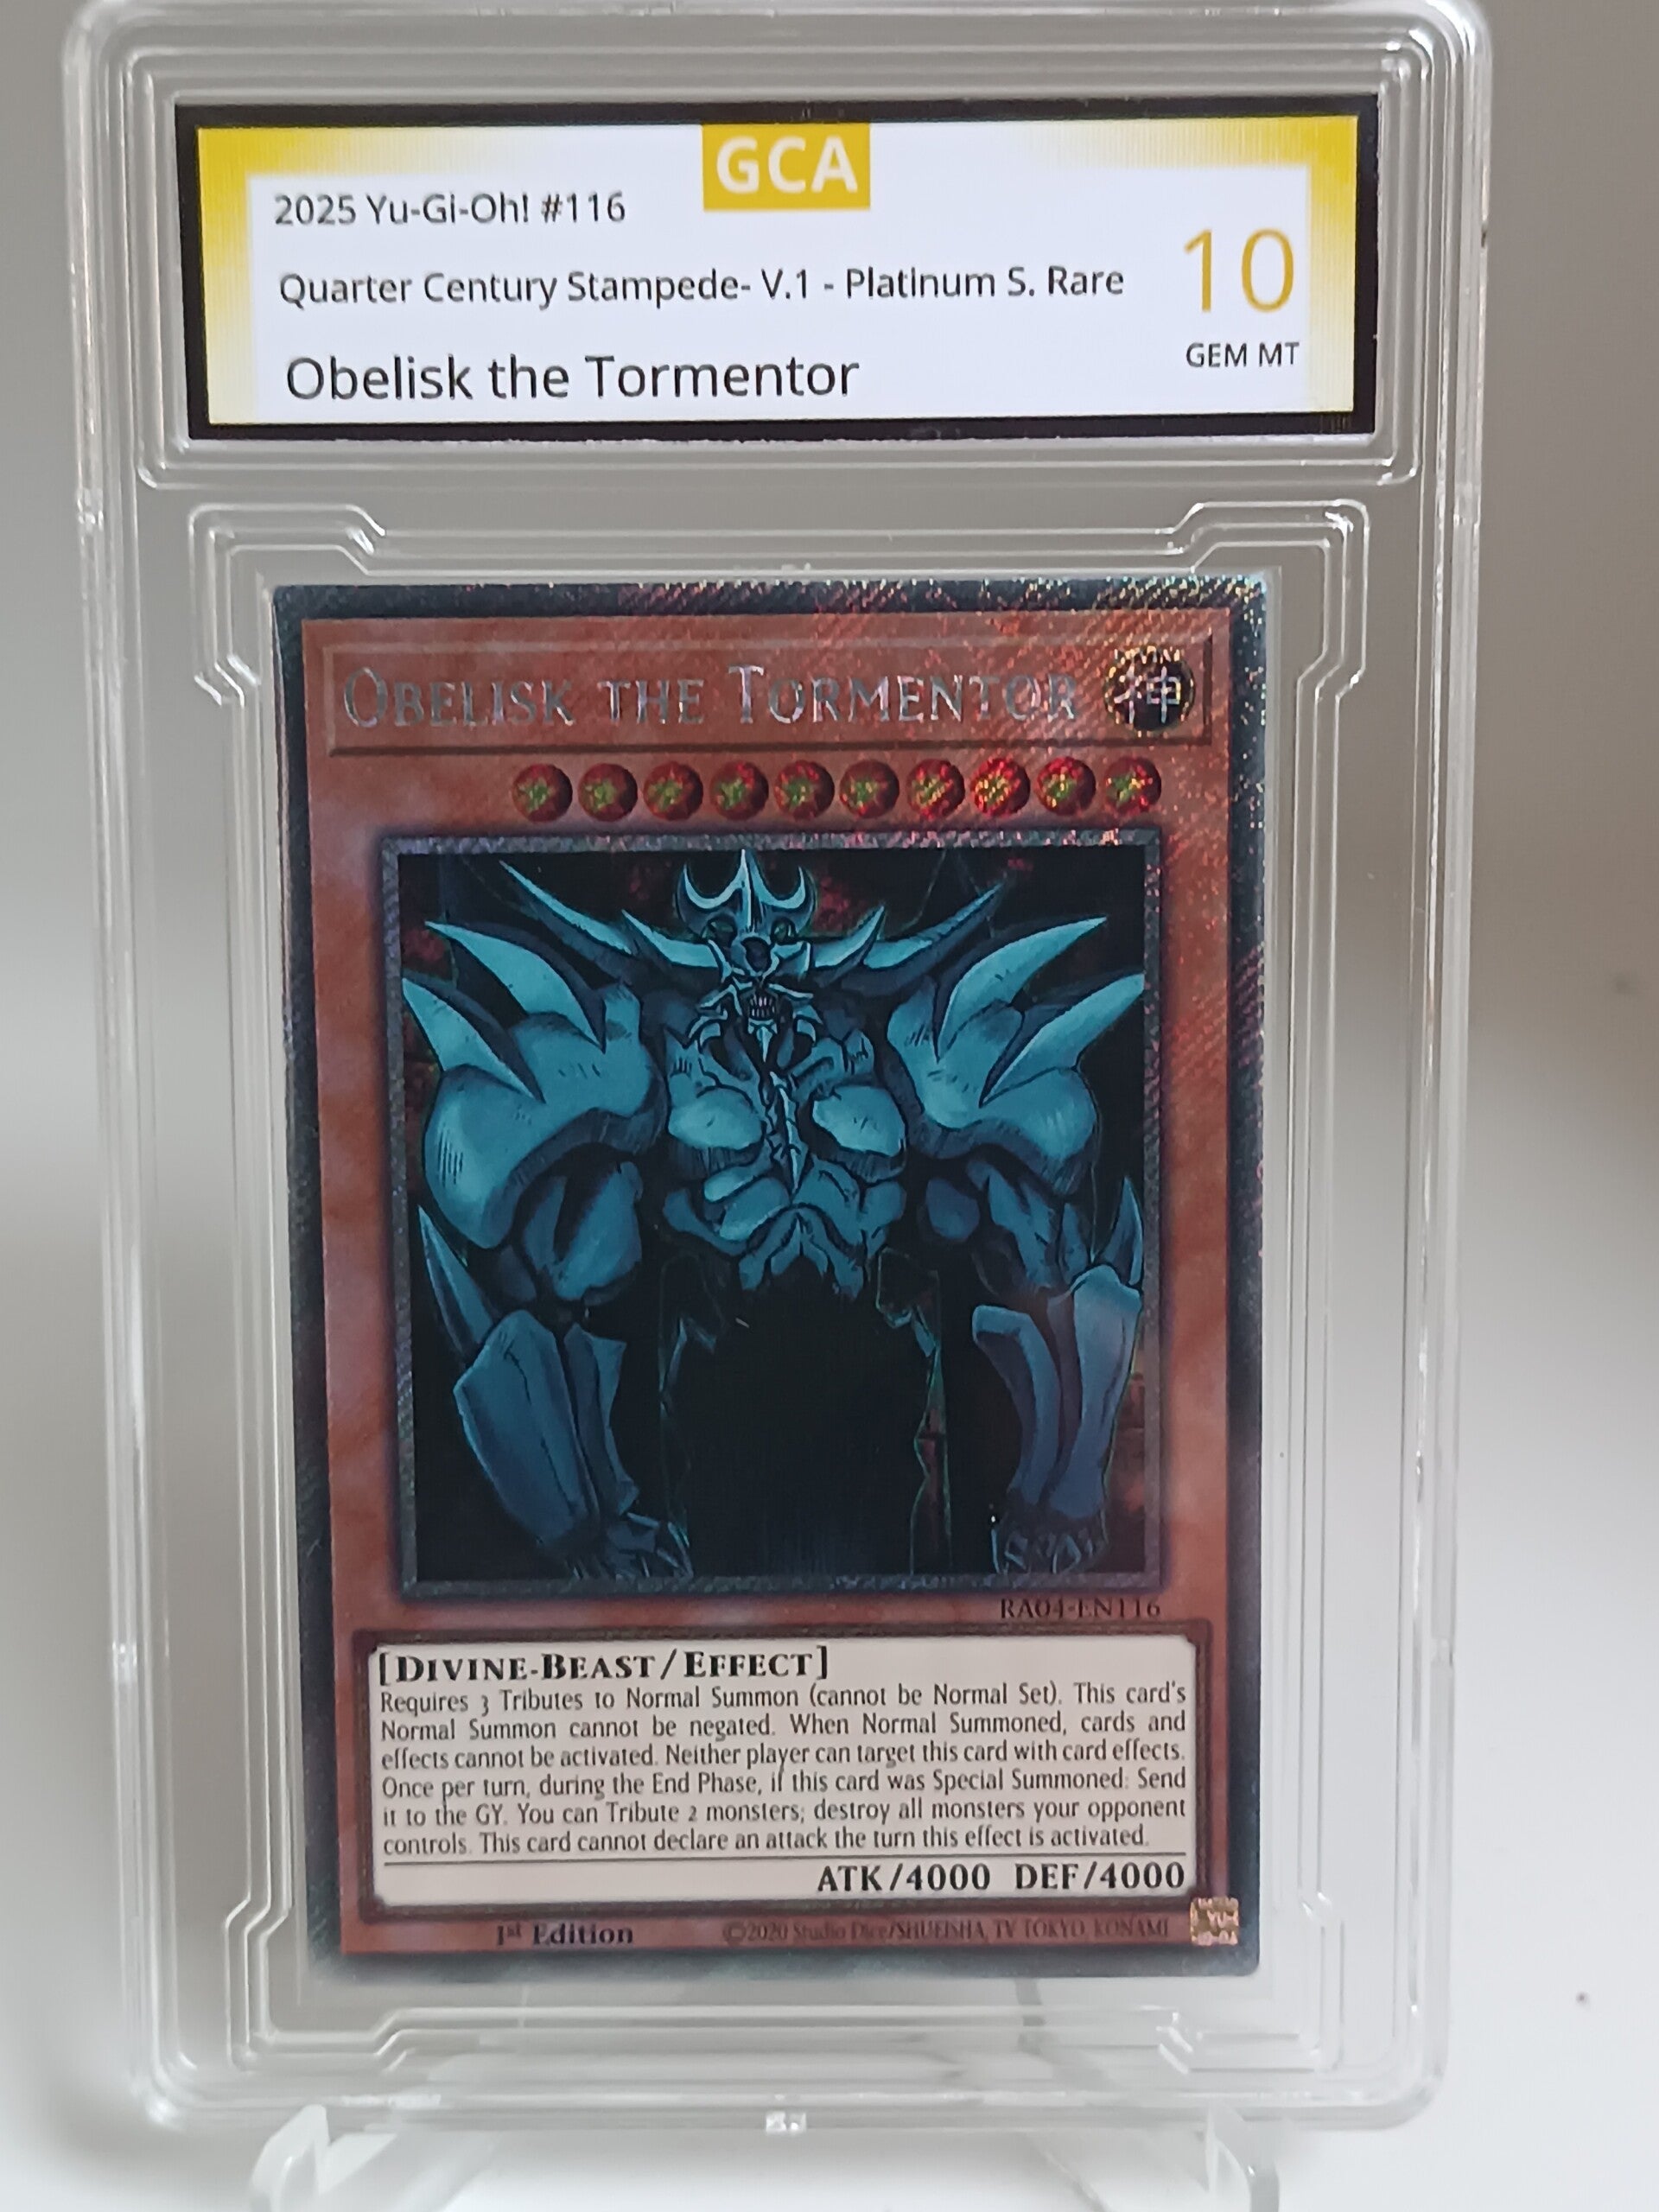 GCA
2025 Yu-Gi-Oh! #116
Quarter Century Stampede- V.1 - Platinum S. Rare
10
GEM MT
Obelisk the Tormentor
OBELISK THE TORMENTOR
DIVINE
神
RA04-EN116
[DIVINE-BEAST/EFFECT]
Requires 3 Tributes to Normal Summon (cannot be Normal Set). This card's
Normal Summon cannot be negated. When Normal Summoned, cards and
effects cannot be activated. Neither player can target this card with card effects.
Once per turn, during the End Phase, if this card was Special Summoned: Send
it to the GY. You can Tribute 2 monsters; destroy all monsters your opponent
controls. This card cannot declare an attack the turn this effect is activated.
ATK/4000 DEF/4000
1st Edition
©2020 Studio Dice/SHUEISHA, TV TOKYO, KONAMI